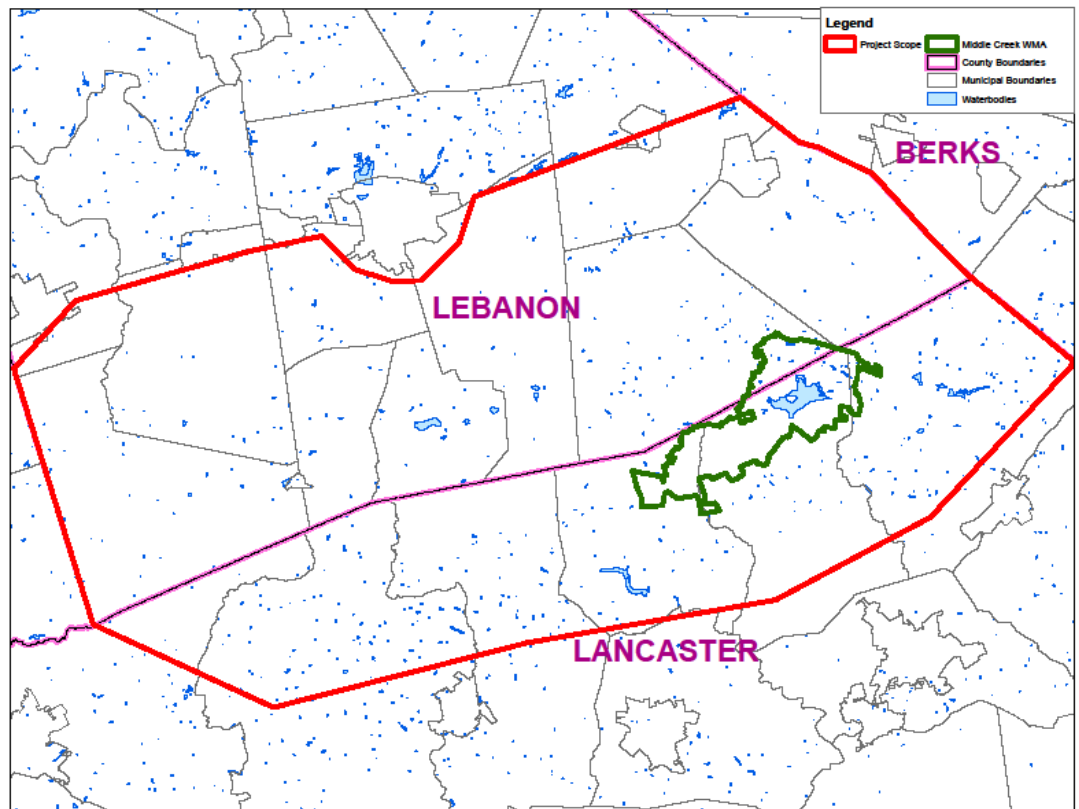 Legend
Project Scope
Middle Creek WMA
County Boundaries
Municipal Boundaries
Waterbodies
BERKS
LEBANON
LANCASTER